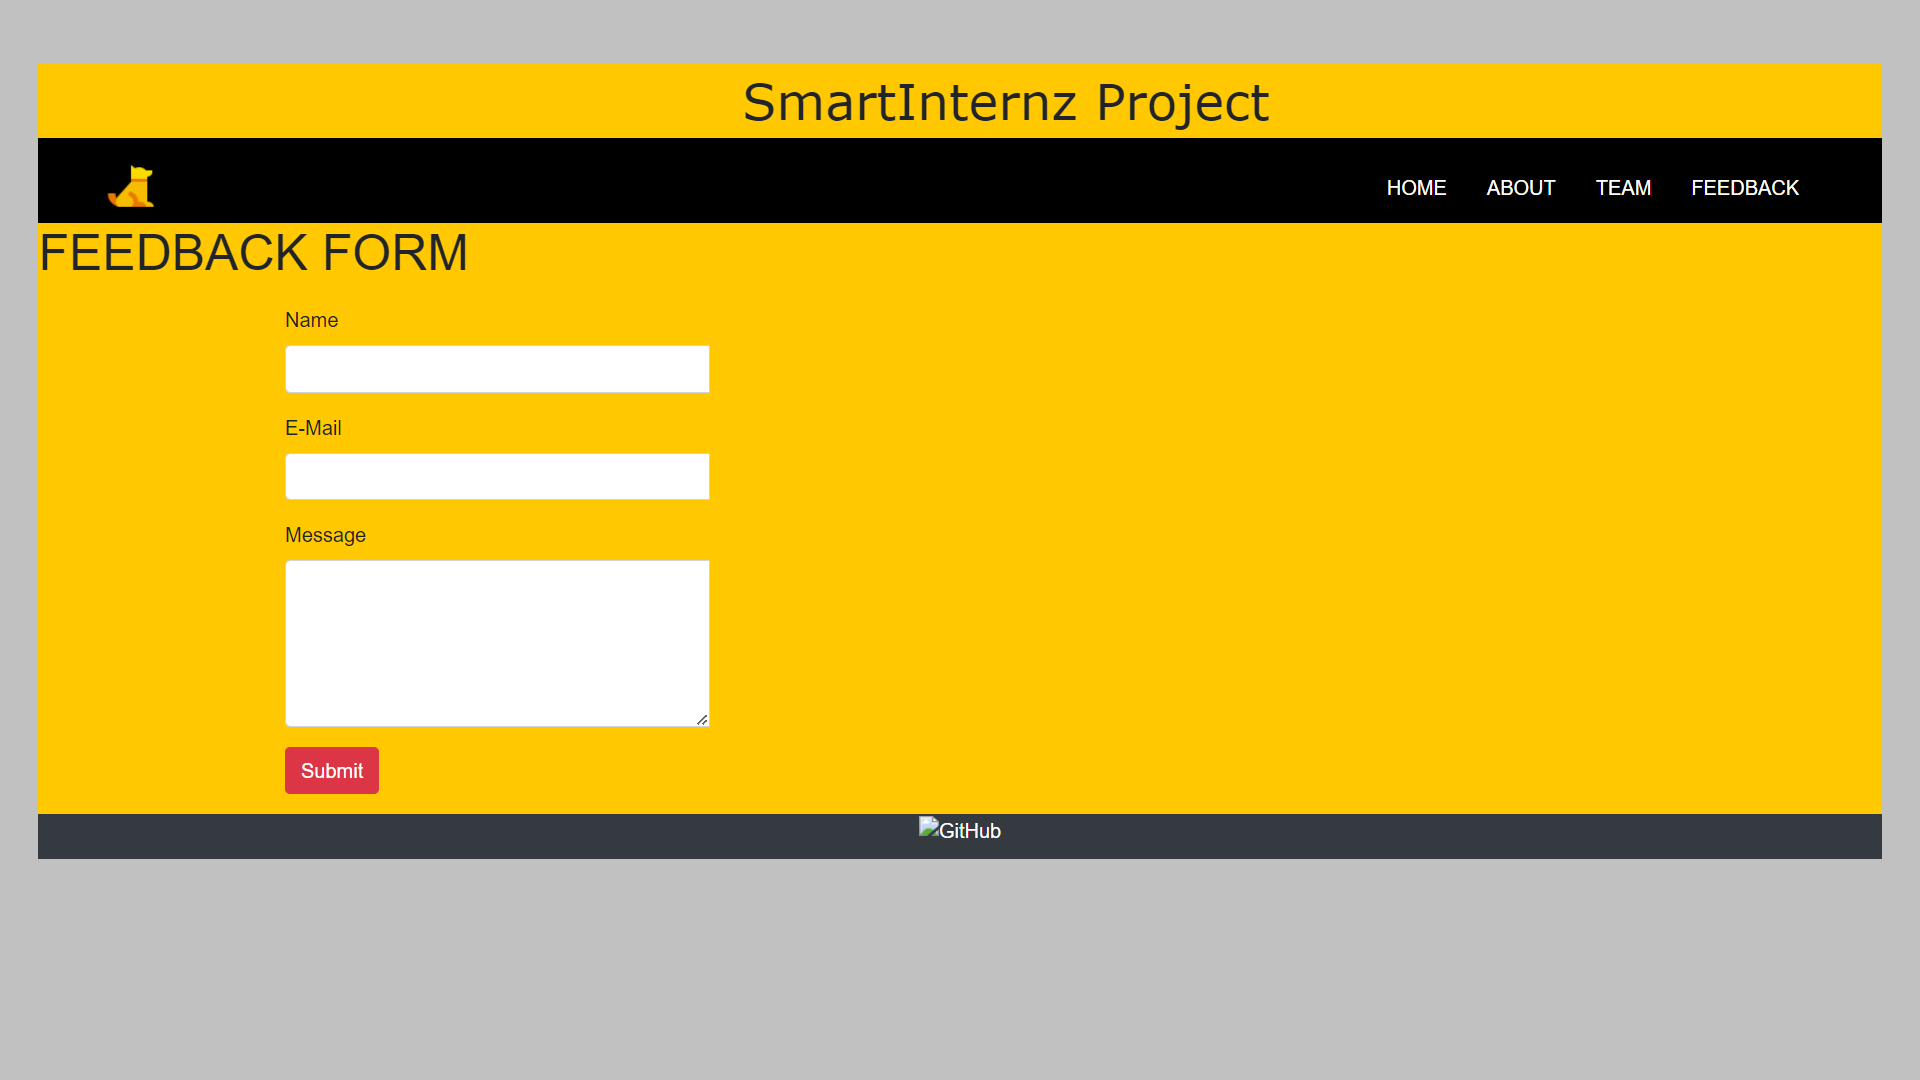 SmartInternz Project
HOME ABOUT TEAM FEEDBACK
FEEDBACK FORM
Name
E-Mail
Message
Submit
GitHub